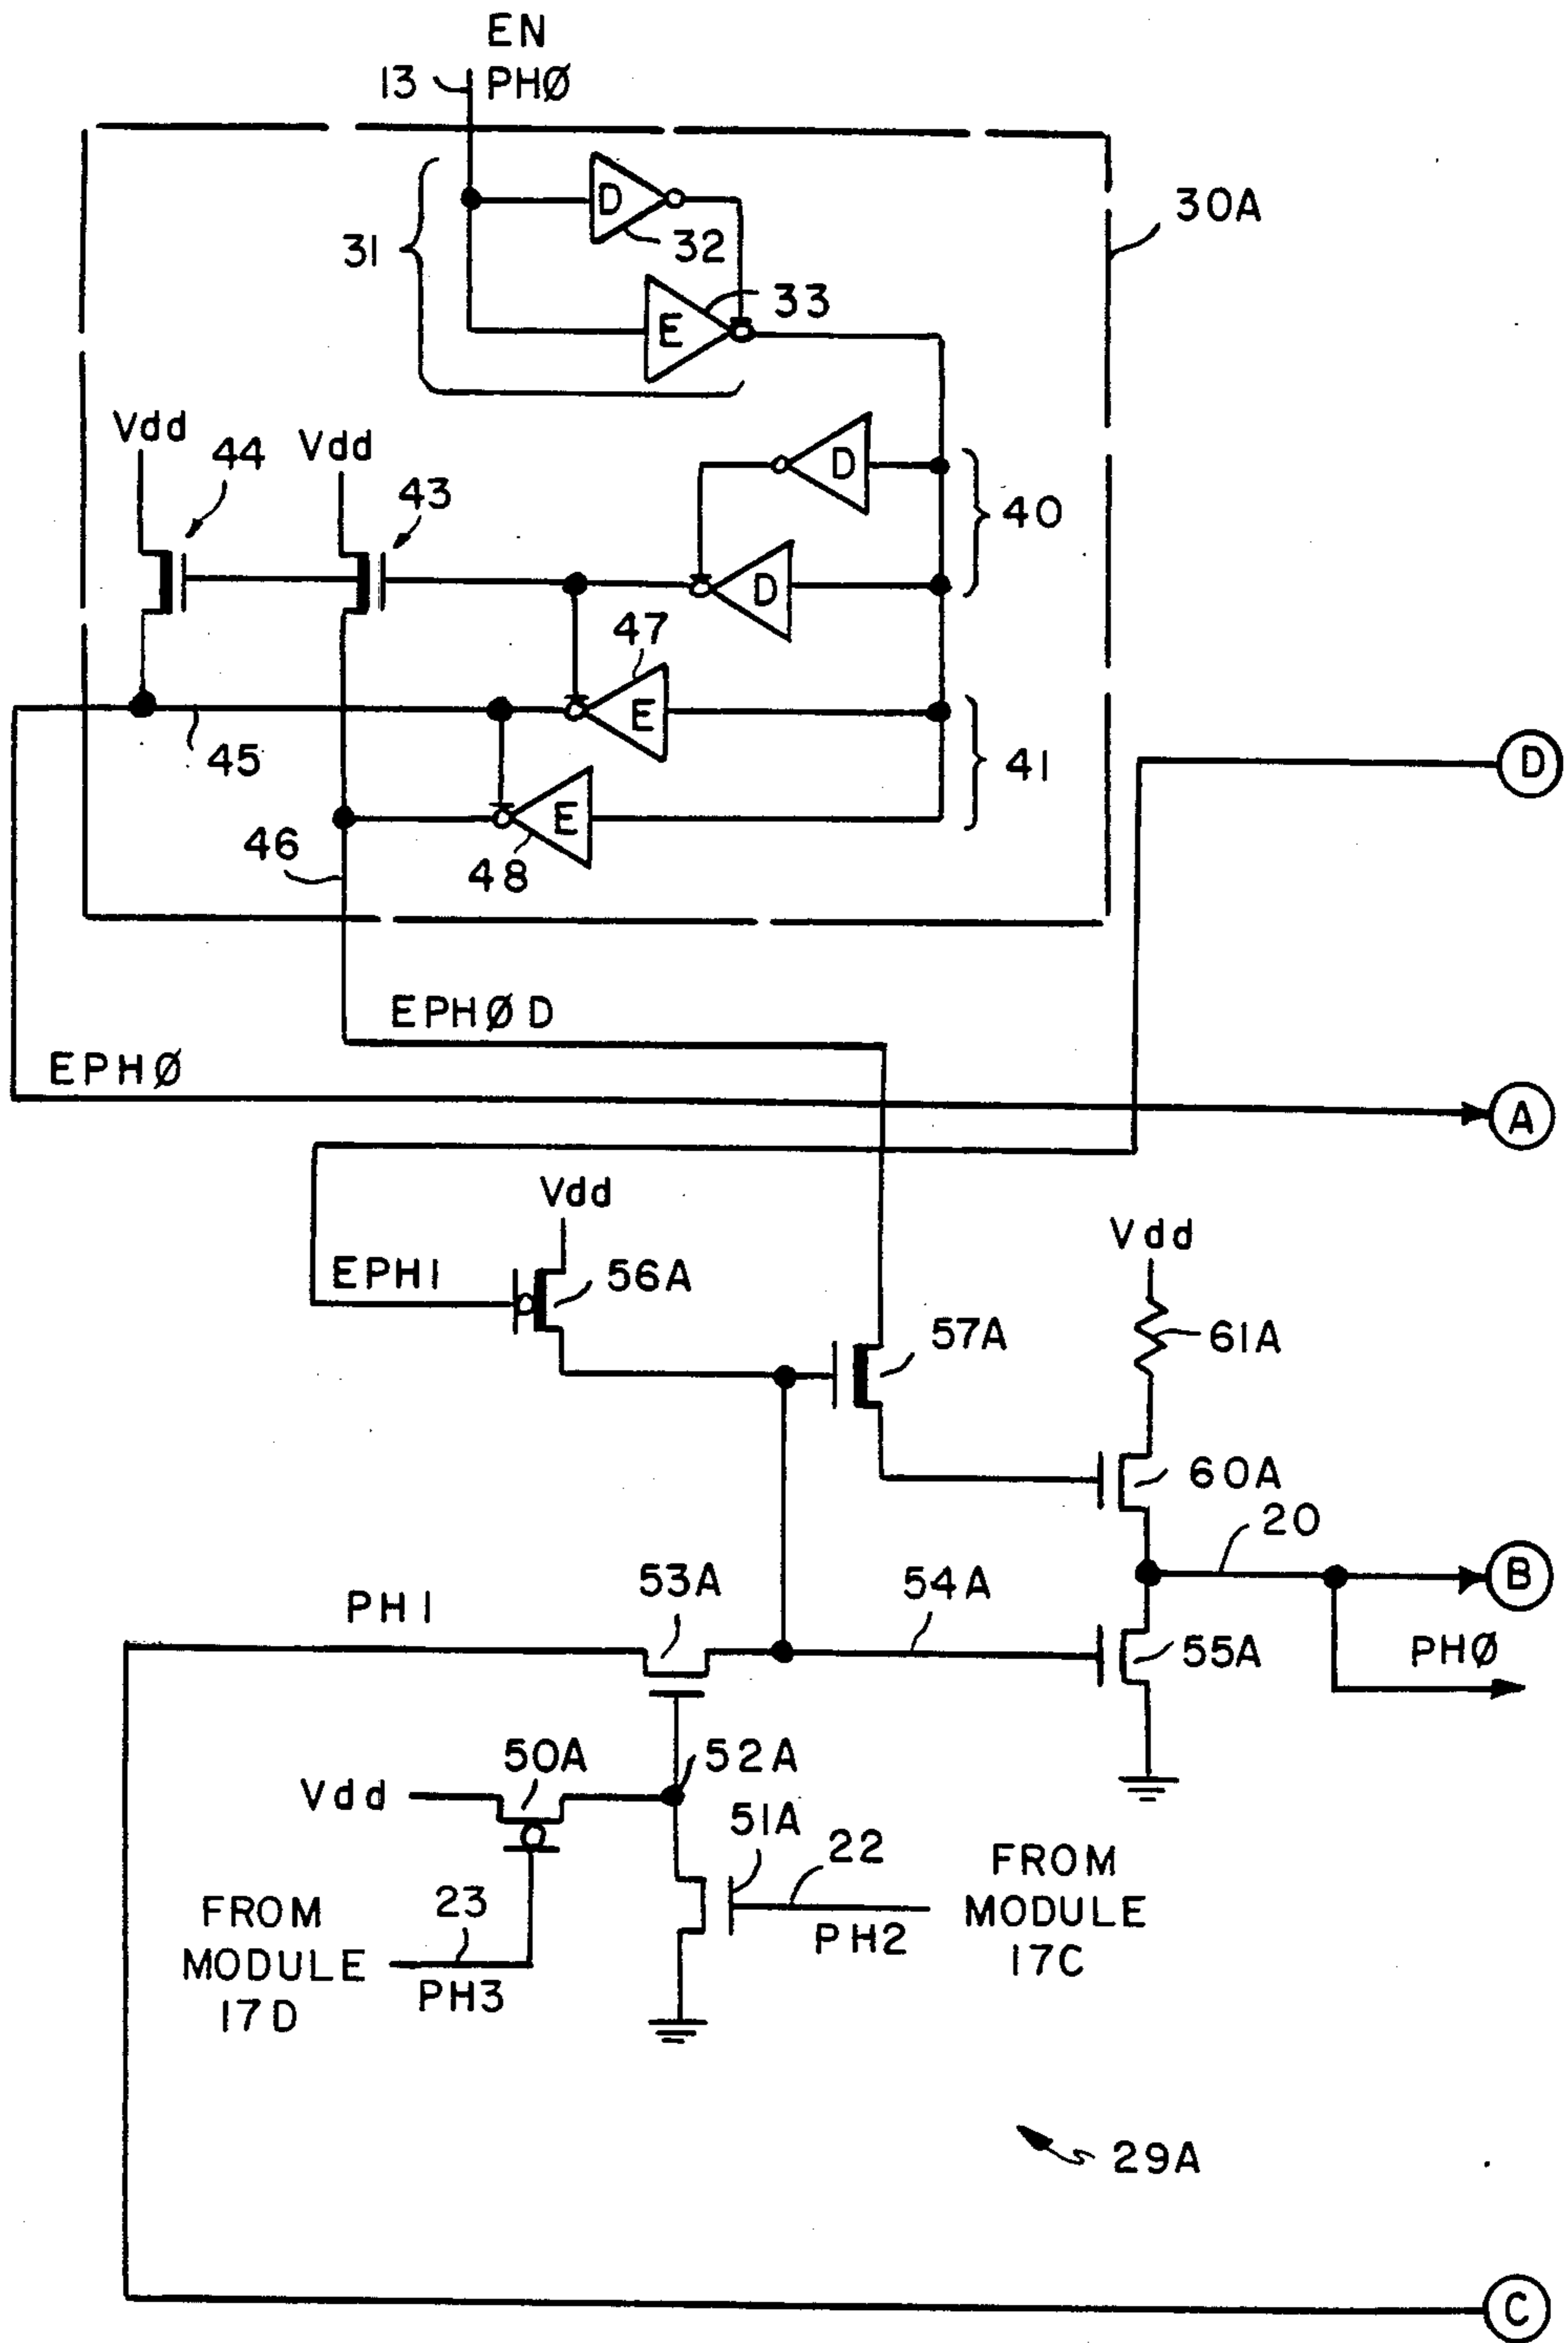 EN
13 PHØ
30A
31
D
32
33
E
Vdd
44
Vdd
43
D
40
D
47
E
45
41
D
E
46
48
EPHØD
EPHØ
A
Vdd
Vdd
EPH1
56A
57A
61A
60A
20
53A
54A
B
PH1
55A
PHØ
50A
52A
Vdd
51A
22
FROM
MODULE
17C
23
FROM
MODULE
17D
PH2
PH3
29A
C